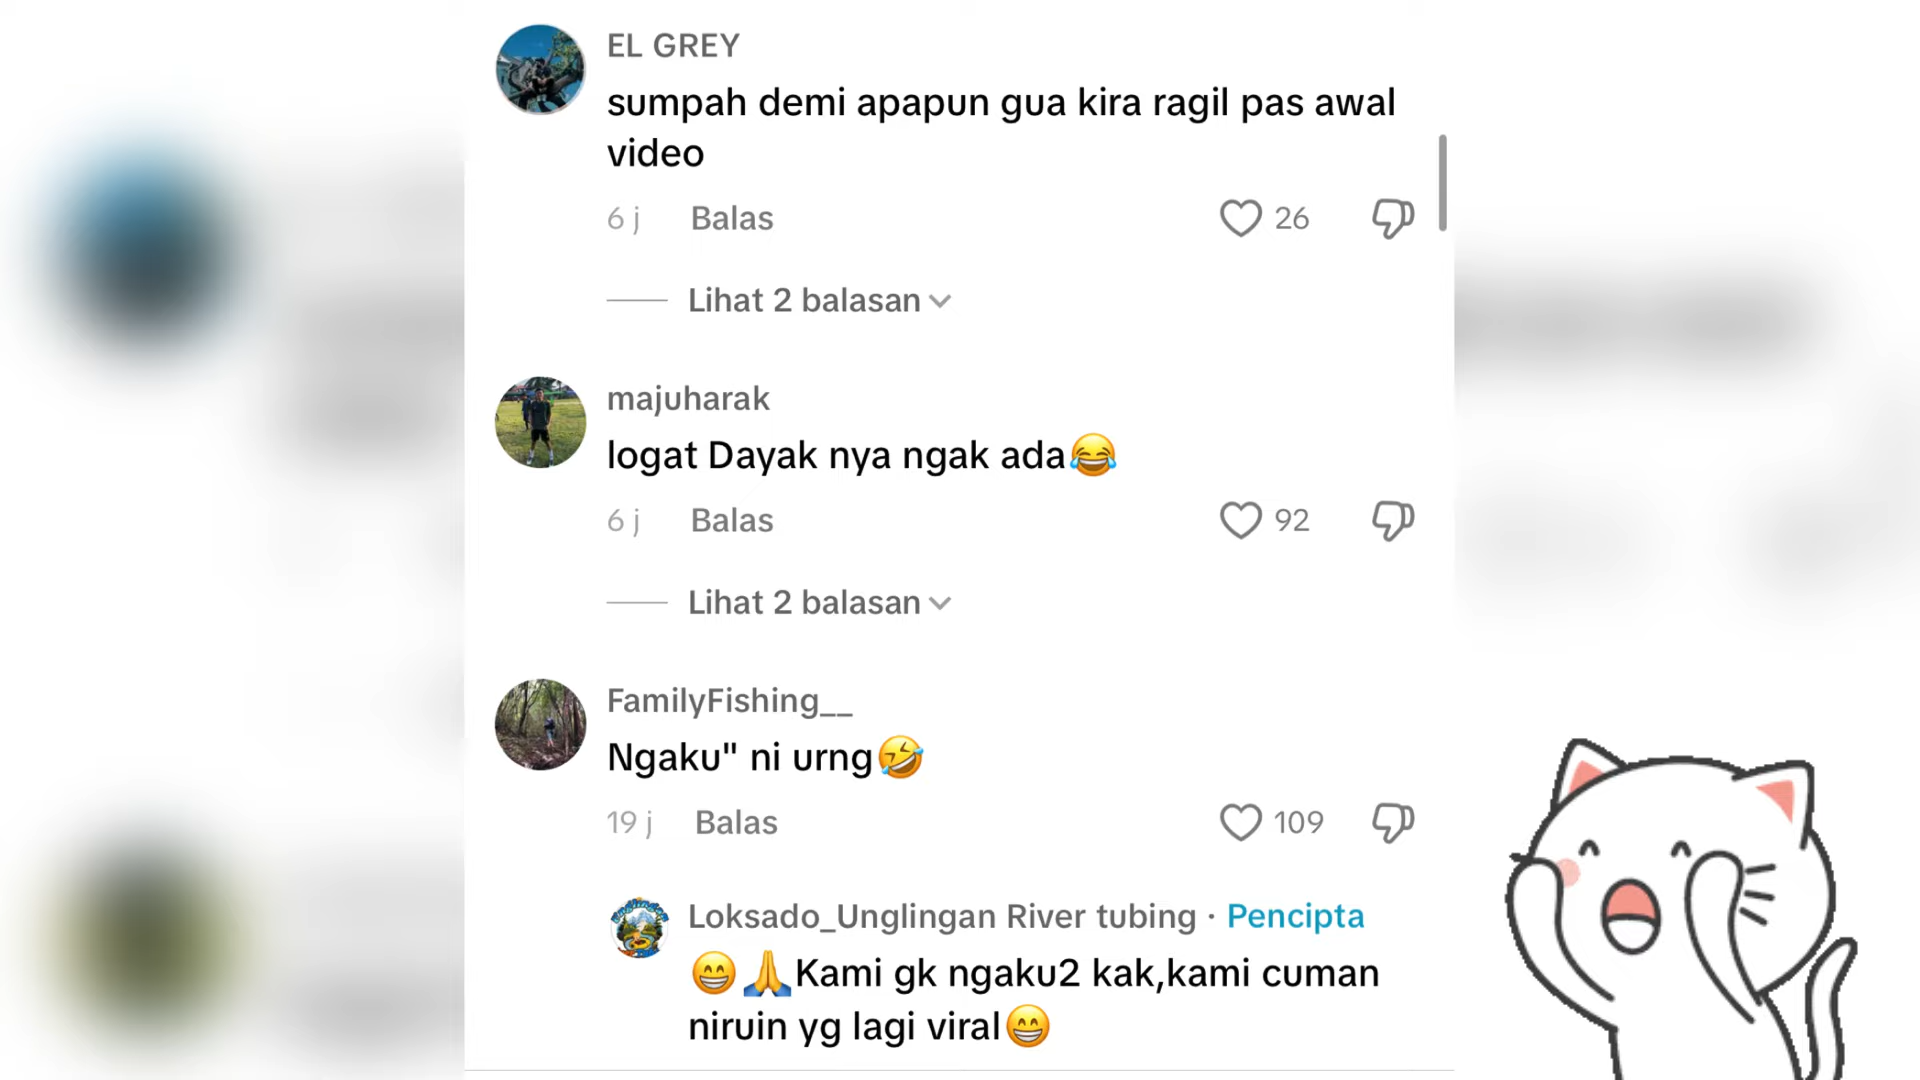 EL GREY
sumpah demi apapun gua kira ragil pas awal
video
6 j Balas 26
Lihat 2 balasan
majuharak
logat Dayak nya ngak ada😂
6 j Balas 92
Lihat 2 balasan
FamilyFishing__
Ngaku" ni urng🤣
19 j Balas 109
Loksado_Unglingan River tubing · Pencipta
😁🙏Kami gk ngaku2 kak,kami cuman
niruin yg lagi viral😁